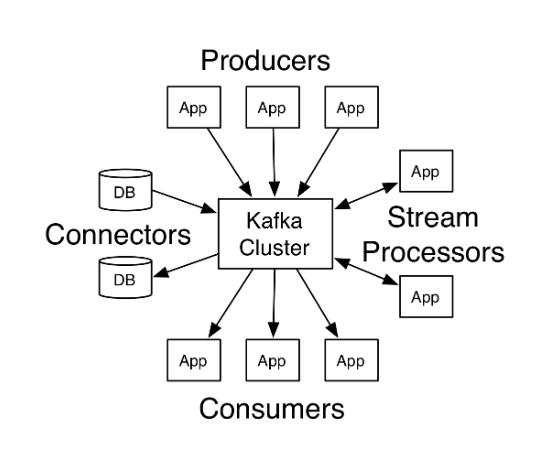 Producers
App
App
App
DB
App
Kafka
Cluster
Stream
Processors
Connectors
DB
App
App
App
App
Consumers